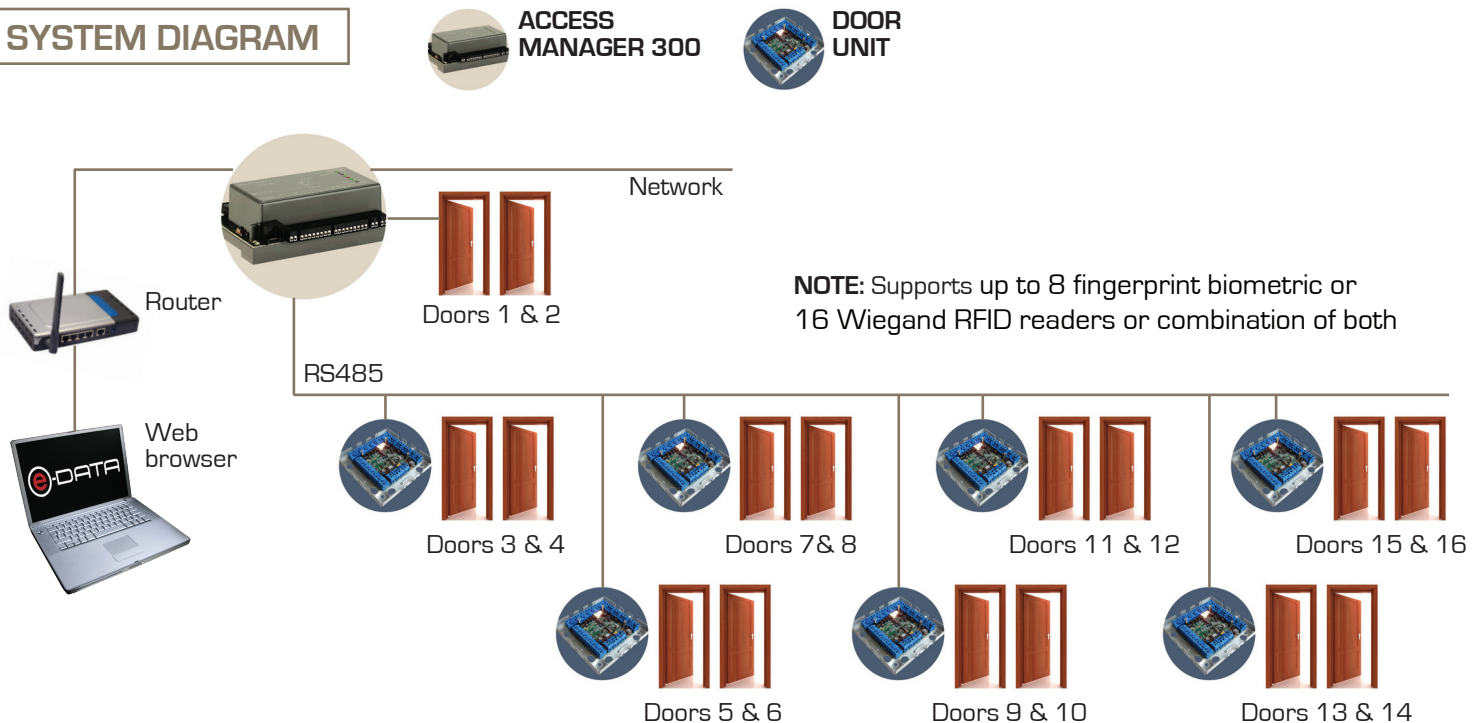 SYSTEM DIAGRAM
ACCESS
MANAGER 300
DOOR
UNIT
Network
Router
Doors 1 & 2
NOTE: Supports up to 8 fingerprint biometric or
16 Wiegand RFID readers or combination of both
RS485
Web
browser
e-DATA
Doors 3 & 4
Doors 7& 8
Doors 11 & 12
Doors 15 & 16
Doors 5 & 6
Doors 9 & 10
Doors 13 & 14